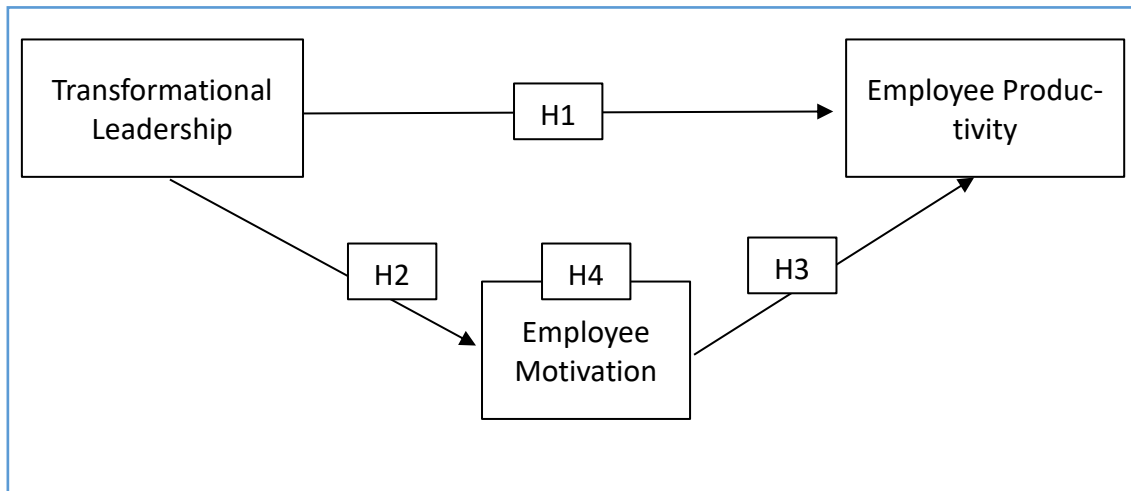 Transformational
Leadership
H1
Employee Produc-
tivity
H2
H4
H3
Employee
Motivation